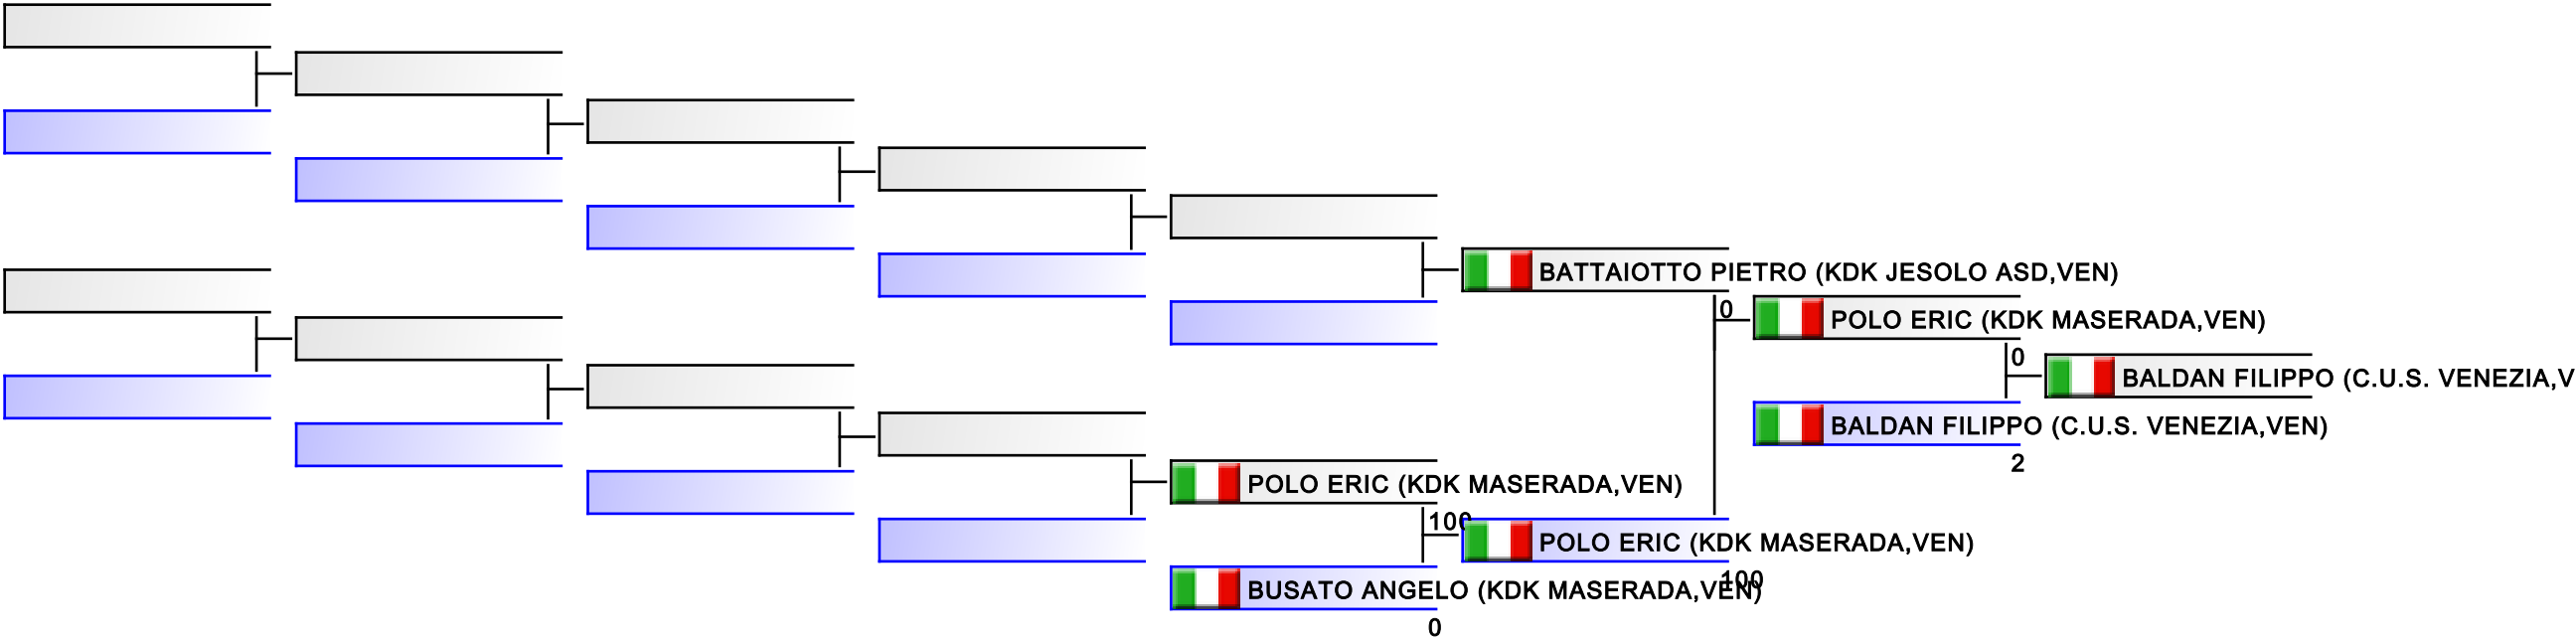 BATTAIOTTO PIETRO (KDK JESOLO ASD,VEN)
0
POLO ERIC (KDK MASERADA,VEN)
0
BALDAN FILIPPO (C.U.S. VENEZIA,V
BALDAN FILIPPO (C.U.S. VENEZIA,VEN)
2
POLO ERIC (KDK MASERADA,VEN)
100
POLO ERIC (KDK MASERADA,VEN)
100
BUSATO ANGELO (KDK MASERADA,VEN)
0